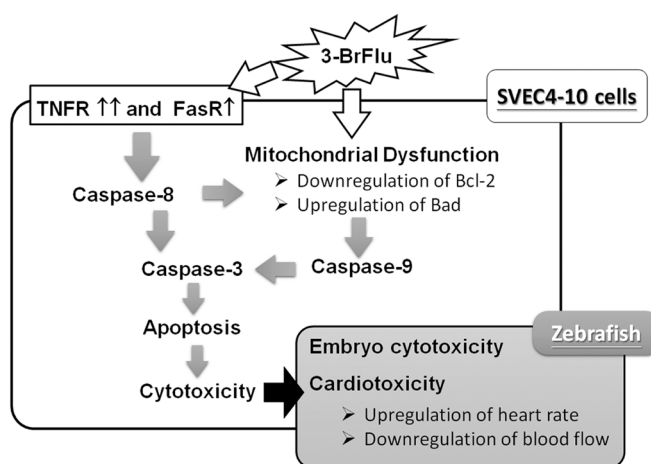 3-BrFlu
TNFR ↑↑ and FasR↑
SVEC4-10 cells
Mitochondrial Dysfunction
➢ Downregulation of Bcl-2
➢ Upregulation of Bad
Caspase-8
Caspase-3
Caspase-9
Apoptosis
Cytotoxicity
Zebrafish
Embryo cytotoxicity
Cardiotoxicity
➢ Upregulation of heart rate
➢ Downregulation of blood flow